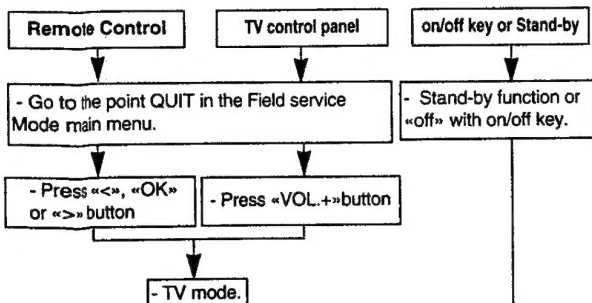 Remote Control
TV control panel
on/off key or Stand-by
- Go to the point QUIT in the Field service
Mode main menu.
- Stand-by function or
«off» with on/off key.
- Press «<», «OK»
or «>» button
- Press «VOL.+» button
- TV mode.